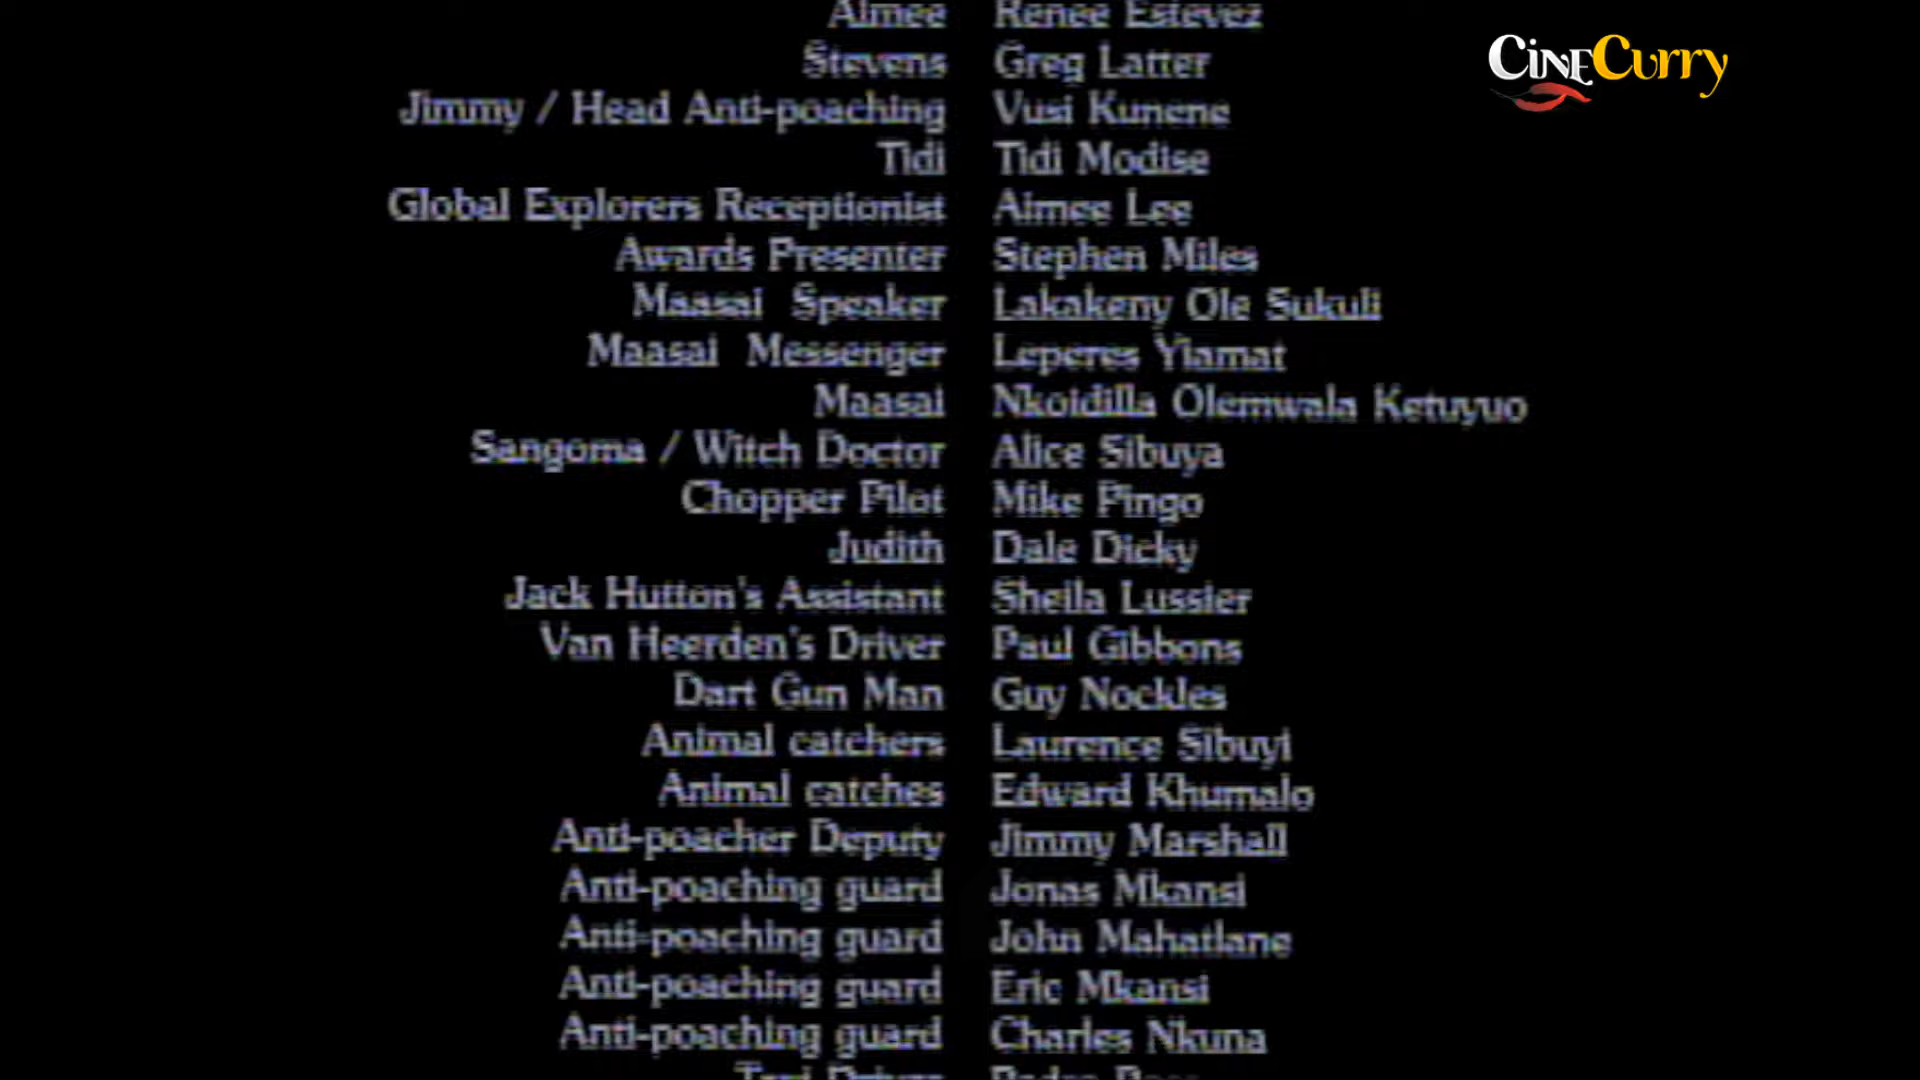 Aimee Renee Estevez
CineCurry
Stevens Greg Latter
Jimmy / Head Anti-poaching Vusi Kunene
Tidi Tidi Modise
Global Explorers Receptionist Aimee Lee
Awards Presenter Stephen Miles
Maasai Speaker Lakakeny Ole Sukuli
Maasai Messenger Leperes Yiamat
Maasai Nkoidilla Olemwala Ketuyuo
Sangoma / Witch Doctor Alice Sibuya
Chopper Pilot Mike Pingo
Judith Dale Dicky
Jack Hutton's Assistant Sheila Lussier
Van Heerden's Driver Paul Gibbons
Dart Gun Man Guy Nockles
Animal catchers Laurence Sibuyi
Animal catches Edward Khumalo
Anti-poacher Deputy Jimmy Marshall
Anti-poaching guard Jonas Mkansi
Anti-poaching guard John Mahatlane
Anti-poaching guard Eric Mkansi
Anti-poaching guard Charles Nkuna